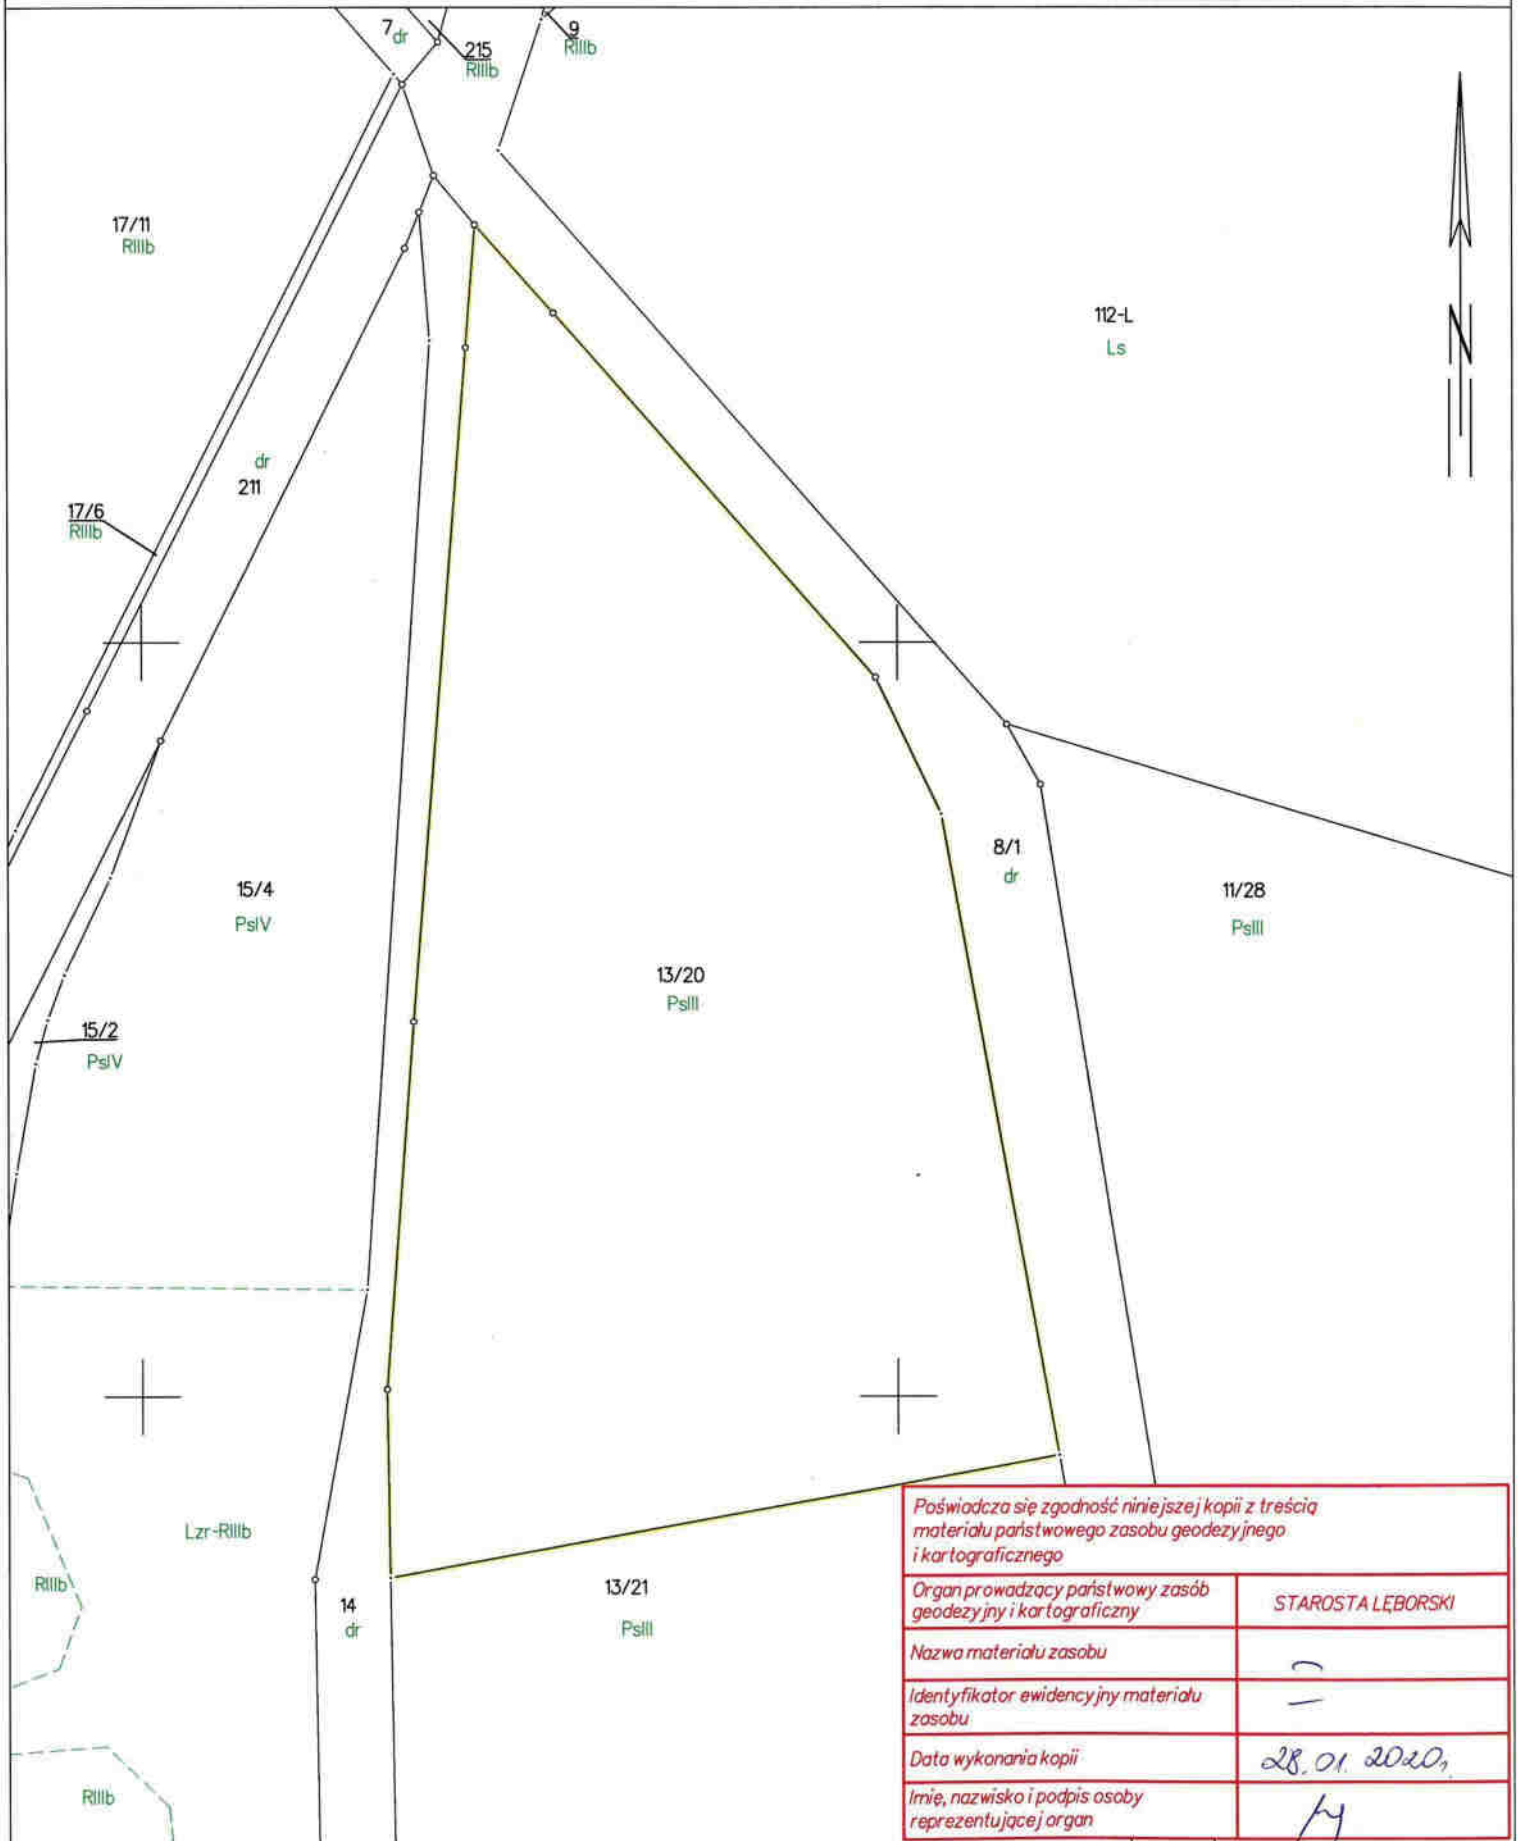 7 dr
215
RIIIb
9
RIIIb
17/11
RIIIb
112-L
Ls
N
dr
211
17/6
RIIIb
8/1
dr
15/4
PsIV
11/28
PsIII
13/20
PsIII
15/2
PsIV
Lzr-RIIIb
RIIIb
14
dr
13/21
PsIII
RIIIb
Poświadcza się zgodność niniejszej kopii z treścią
materiału państwowego zasobu geodezyjnego
i kartograficznego
Organ prowadzący państwowy zasób
geodezyjny i kartograficzny
STAROSTA LĘBORSKI
Nazwa materiału zasobu
Identyfikator ewidencyjny materiału
zasobu
Data wykonania kopii
28.01.2020,
Imię, nazwisko i podpis osoby
reprezentującej organ